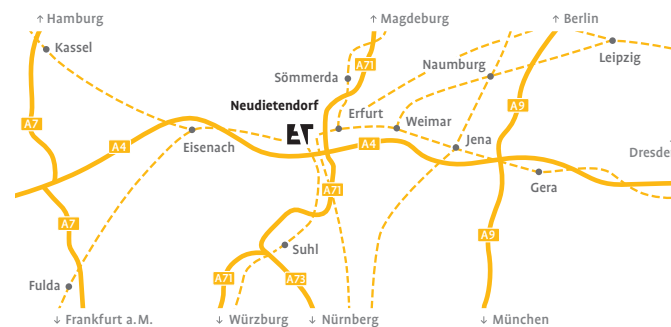 ↑ Hamburg
↑ Magdeburg
↑ Berlin
Kassel
Leipzig
A71
Naumburg
Sömmerda
Neudietendorf
A9
Erfurt
A7
Weimar
ET
A4
Eisenach
A4
Jena
Dresde
Gera
A71
A7
A9
Suhl
A71
A73
Fulda
↓ Frankfurt a.M.
↓ Würzburg
↓ Nürnberg
↓ München